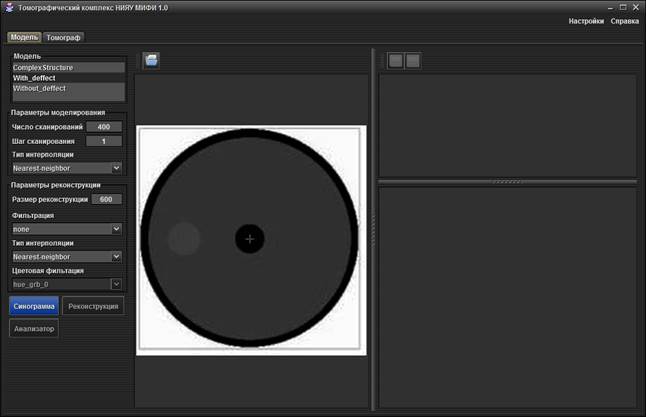 Томографический комплекс НИЯУ МИФИ 1.0
Настройки Справка
Модель Томограф
Модель
ComplexStructure
With_deffect
Without_deffect
Параметры моделирования
Число сканирований 400
Шаг сканирования 1
Тип интерполяции
Nearest-neighbor
Параметры реконструкции
Размер реконструкции 600
Фильтрация
none
Тип интерполяции
Nearest-neighbor
Цветовая фильтация
hue_grb_0
Синограмма Реконструкция
Анализатор